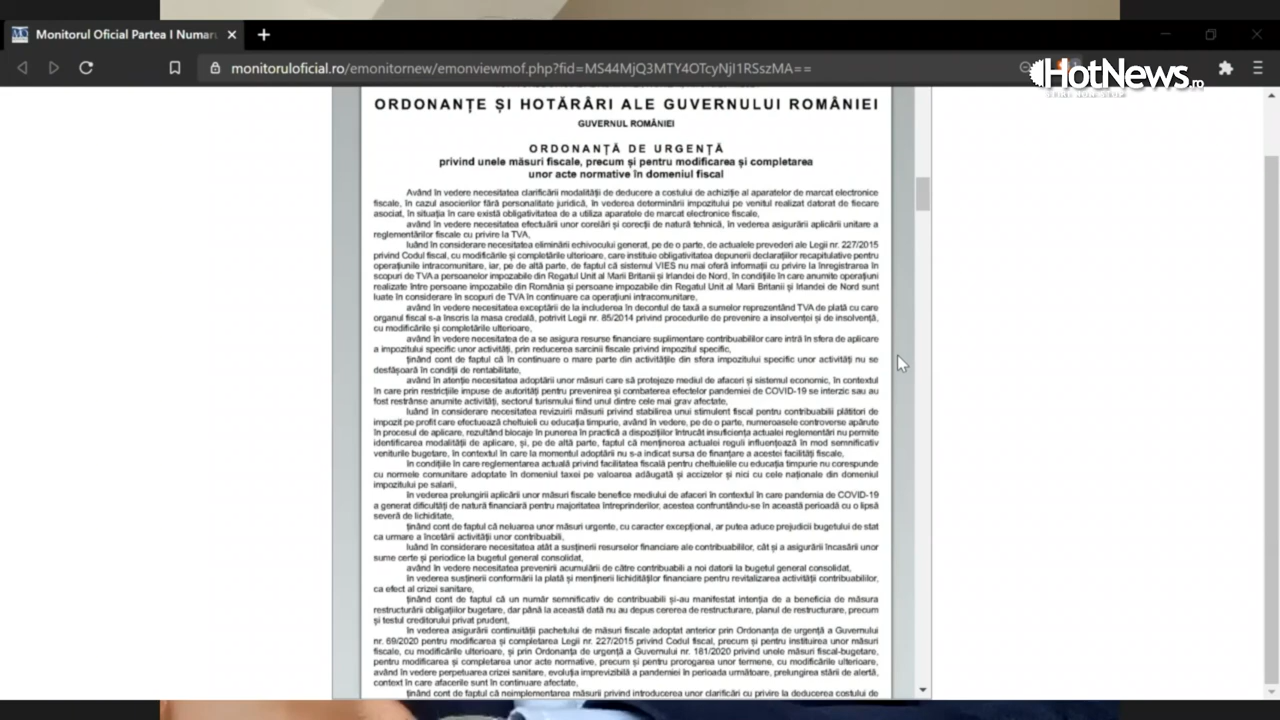 Monitorul Oficial Partea I Numaru
monitoruloficial.ro/emonitornew/emonviewmof.php?fid=MS44MjQ3MTY4OTcyNjI1RSszMA==
HotNews.ro
ORDONANȚE ȘI HOTĂRÂRI ALE GUVERNULUI ROMÂNIEI
GUVERNUL ROMÂNIEI
ORDONANȚĂ DE URGENȚĂ
privind unele măsuri fiscale, precum și pentru modificarea și completarea
unor acte normative în domeniul fiscal
Având în vedere necesitatea clarificării modalității de deducere a costului de achiziție al aparatelor de marcat electronice
fiscale, în cazul asocierilor fără personalitate juridică, în vederea determinării impozitului pe venitul realizat datorat de fiecare
asociat, în situația în care există obligativitatea de a utiliza aparatele de marcat electronice fiscale,
având în vedere necesitatea efectuării unor corelări și corecții de natură tehnică, în vederea asigurării aplicării unitare a
reglementărilor fiscale cu privire la TVA,
luând în considerare necesitatea eliminării echivocului generat, pe de o parte, de actualele prevederi ale Legii nr. 227/2015
privind Codul fiscal, cu modificările și completările ulterioare, care instituie obligativitatea depunerii declarațiilor recapitulative pentru
operațiunile intracomunitare, iar, pe de altă parte, de faptul că sistemul VIES nu mai oferă informații cu privire la înregistrarea în
scopuri de TVA a persoanelor impozabile din Regatul Unit al Marii Britanii și Irlandei de Nord, în condițiile în care anumite operațiuni
realizate între persoane impozabile din România și persoane impozabile din Regatul Unit al Marii Britanii și Irlandei de Nord sunt
luate în considerare în scopuri de TVA în continuare ca operațiuni intracomunitare,
având în vedere necesitatea exceptării de la includerea în decontul de taxă a sumelor reprezentând TVA de plată cu care
organul fiscal s-a înscris la masa credală, potrivit Legii nr. 85/2014 privind procedurile de prevenire a insolvenței și de insolvență,
cu modificările și completările ulterioare,
având în vedere necesitatea de a se asigura resurse financiare suplimentare contribuabililor care intră în sfera de aplicare
a impozitului specific unor activități, prin reducerea sarcinii fiscale privind impozitul specific,
ținând cont de faptul că în continuare o mare parte din activitățile din sfera impozitului specific unor activități nu se
desfășoară în condiții de rentabilitate,
având în atenție necesitatea adoptării unor măsuri care să protejeze mediul de afaceri și sistemul economic, în contextul
în care prin restricțiile impuse de autorități pentru prevenirea și combaterea efectelor pandemiei de COVID-19 se interzic sau au
fost restrânse anumite activități, sectorul turismului fiind unul dintre cele mai grav afectate,
luând în considerare necesitatea revizuirii măsurii privind stabilirea unui stimulent fiscal pentru contribuabilii plătitori de
impozit pe profit care efectuează cheltuieli cu educația timpurie, având în vedere, pe de o parte, numeroasele controverse apărute
în procesul de aplicare, rezultând blocaje în punerea în practică a dispozițiilor întrucât insuficiența actualei reglementări nu permite
identificarea modalității de aplicare, și, pe de altă parte, faptul că menținerea actualei reguli influențează în mod semnificativ
veniturile bugetare, în contextul în care la momentul adoptării nu s-a indicat sursa de finanțare a acestei facilități fiscale,
în condițiile în care reglementarea actuală privind facilitatea fiscală pentru cheltuielile cu educația timpurie nu corespunde
cu normele comunitare adoptate în domeniul taxei pe valoarea adăugată și accizelor și nici cu cele naționale din domeniul
impozitului pe salarii,
în vederea prelungirii aplicării unor măsuri fiscale benefice mediului de afaceri în contextul în care pandemia de COVID-19
a generat dificultăți de natură financiară pentru majoritatea întreprinderilor, acestea confruntându-se în această perioadă cu o lipsă
severă de lichiditate,
ținând cont de faptul că neluarea unor măsuri urgente, cu caracter excepțional, ar putea aduce prejudicii bugetului de stat
ca urmare a încetării activității unor contribuabili,
luând în considerare necesitatea atât a susținerii resurselor financiare ale contribuabililor, cât și a asigurării încasării unor
sume certe și periodice la bugetul general consolidat,
având în vedere necesitatea prevenirii acumulării de către contribuabili a noi datorii la bugetul general consolidat,
în vederea susținerii conformării la plată și menținerii lichidităților financiare pentru revitalizarea activității contribuabililor,
ca efect al crizei sanitare,
ținând cont de faptul că un număr semnificativ de contribuabili și-au manifestat intenția de a beneficia de măsura
restructurării obligațiilor bugetare, dar până la această dată nu au depus cererea de restructurare, planul de restructurare, precum
și testul creditorului privat prudent,
în vederea asigurării continuității pachetului de măsuri fiscale adoptat anterior prin Ordonanța de urgență a Guvernului
nr. 69/2020 pentru modificarea și completarea Legii nr. 227/2015 privind Codul fiscal, precum și pentru instituirea unor măsuri
fiscale, cu modificările ulterioare, și prin Ordonanța de urgență a Guvernului nr. 181/2020 privind unele măsuri fiscal-bugetare,
pentru modificarea și completarea unor acte normative, precum și pentru prorogarea unor termene, cu modificările ulterioare,
având în vedere perpetuarea crizei sanitare, evoluția imprevizibilă a pandemiei în perioada următoare, prelungirea stării de alertă,
context în care afacerile sunt în continuare afectate,
ținând cont de faptul că neimplementarea măsurii privind introducerea unor clarificări cu privire la deducerea costului de